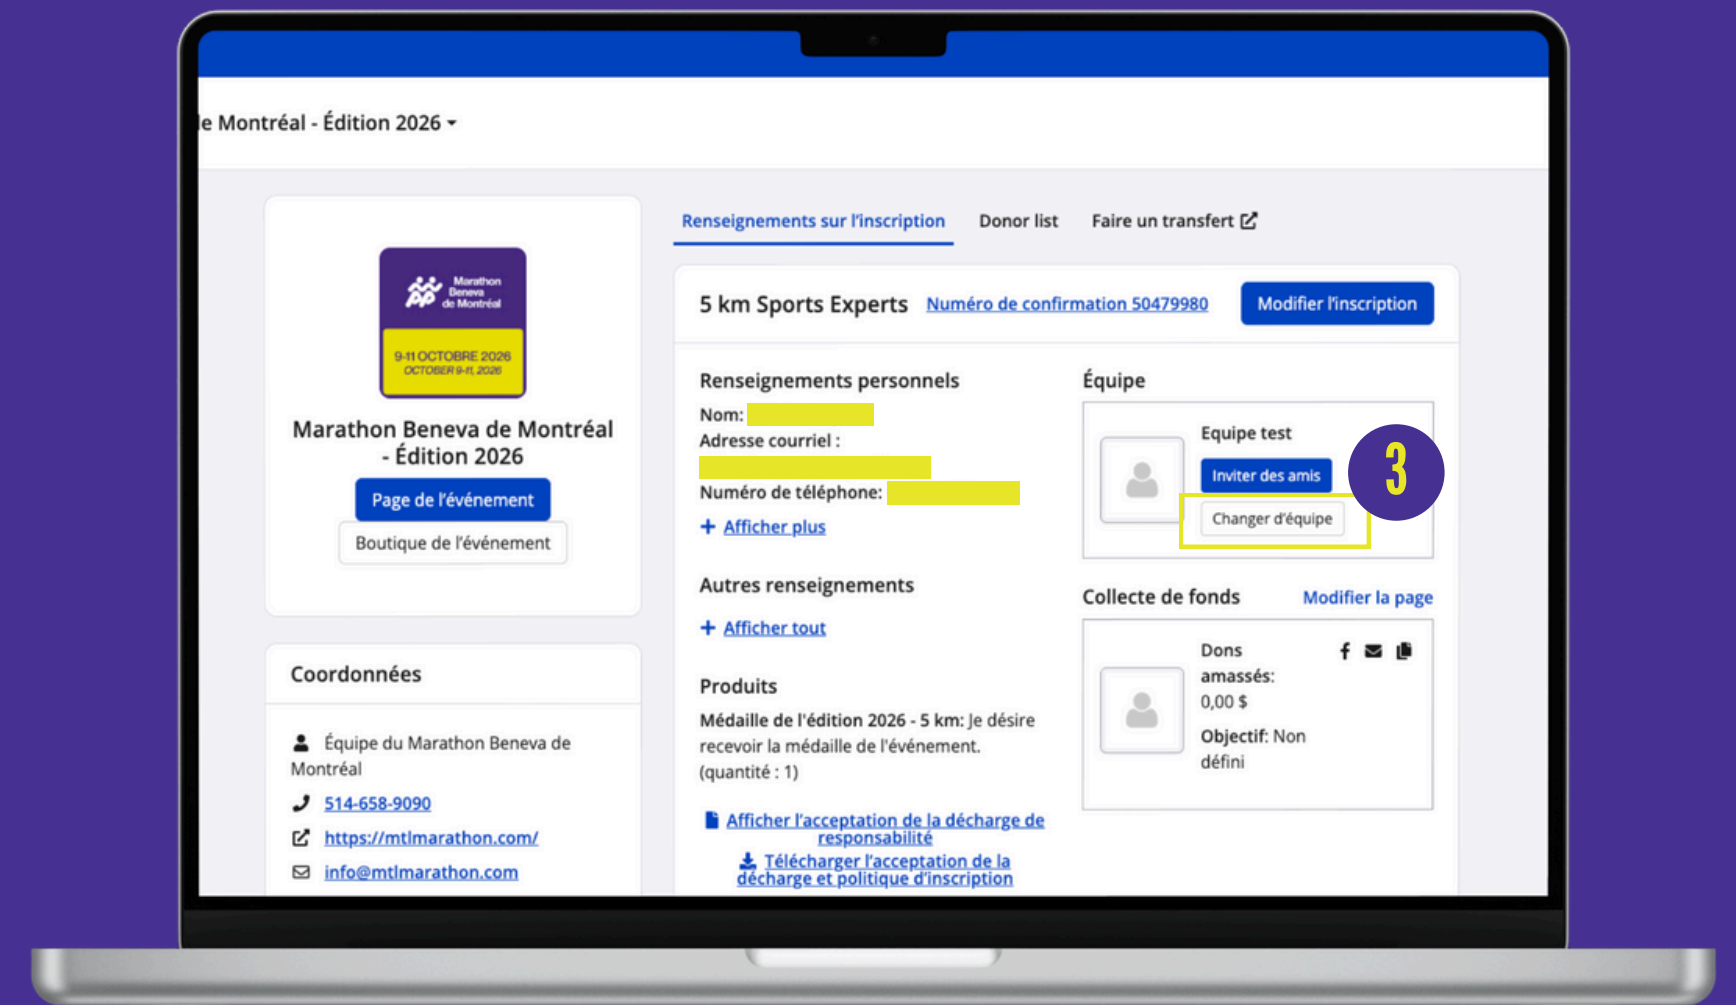 le Montréal - Édition 2026
Renseignements sur l'inscription
Donor list
Faire un transfert
Marathon
Beneva
de Montréal
9-11 OCTOBRE 2026
OCTOBER 9-11, 2026
Marathon Beneva de Montréal
- Édition 2026
Page de l'événement
Boutique de l'événement
Coordonnées
Équipe du Marathon Beneva de
Montréal
514-658-9090
https://mtlmarathon.com/
info@mtlmarathon.com
5 km Sports Experts
Numéro de confirmation 50479980
Modifier l'inscription
Renseignements personnels
Nom:
Adresse courriel :
Numéro de téléphone:
+ Afficher plus
Autres renseignements
+ Afficher tout
Produits
Médaille de l'édition 2026 - 5 km: Je désire
recevoir la médaille de l'événement.
(quantité : 1)
Afficher l'acceptation de la décharge de
responsabilité
Télécharger l'acceptation de la
décharge et politique d'inscription
Équipe
Equipe test
Inviter des amis
Changer d'équipe
3
Collecte de fonds
Modifier la page
Dons
amassés:
0,00 $
Objectif: Non
défini